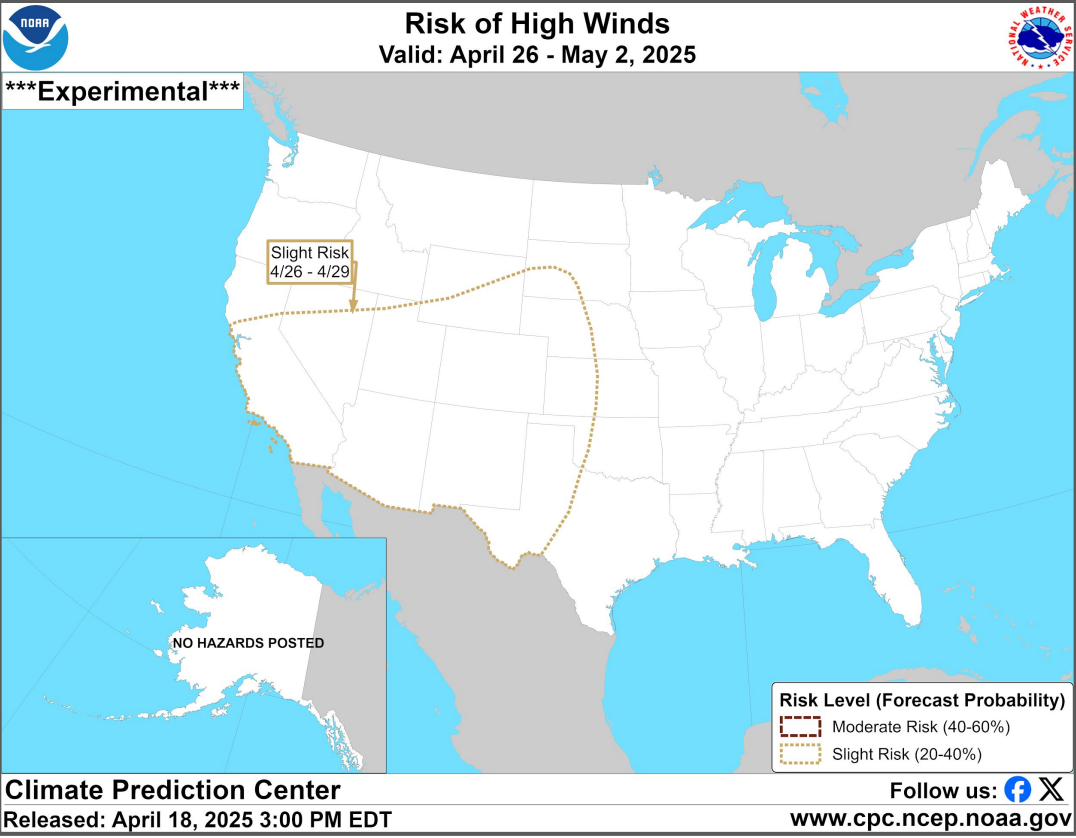 NOAA
Risk of High Winds
Valid: April 26 - May 2, 2025
NATIONAL WEATHER SERVICE
***Experimental***
Slight Risk
4/26 - 4/29
NO HAZARDS POSTED
Risk Level (Forecast Probability)
Moderate Risk (40-60%)
Slight Risk (20-40%)
Climate Prediction Center
Follow us:
Released: April 18, 2025 3:00 PM EDT
www.cpc.ncep.noaa.gov